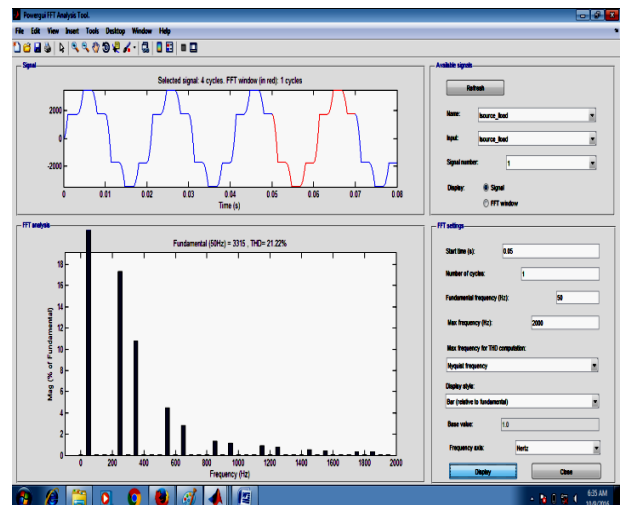 Powergui FFT Analysis Tool.
File Edit View Insert Tools Desktop Window Help
Signal
Selected signal: 4 cycles. FFT window (in red): 1 cycles
2000
0
-2000
0 0.01 0.02 0.03 0.04 0.05 0.06 0.07 0.08
Time (s)
Available signals
Refresh
Name: Isource_load
Input: Isource_load
Signal number: 1
Display: Signal
FFT window
FFT analysis
Fundamental (50Hz) = 3315 , THD= 21.22%
18
16
14
12
10
8
6
4
2
0
Mag (% of Fundamental)
0 200 400 600 800 1000 1200 1400 1600 1800 2000
Frequency (Hz)
FFT settings
Start time (s): 0.05
Number of cycles: 1
Fundamental frequency (Hz): 50
Max frequency (Hz): 2000
Max frequency for THD computation:
Nyquist frequency
Display style:
Bar (relative to fundamental)
Base value: 1.0
Frequency axis: Hertz
Display Close
6:35 AM
10/9/2016